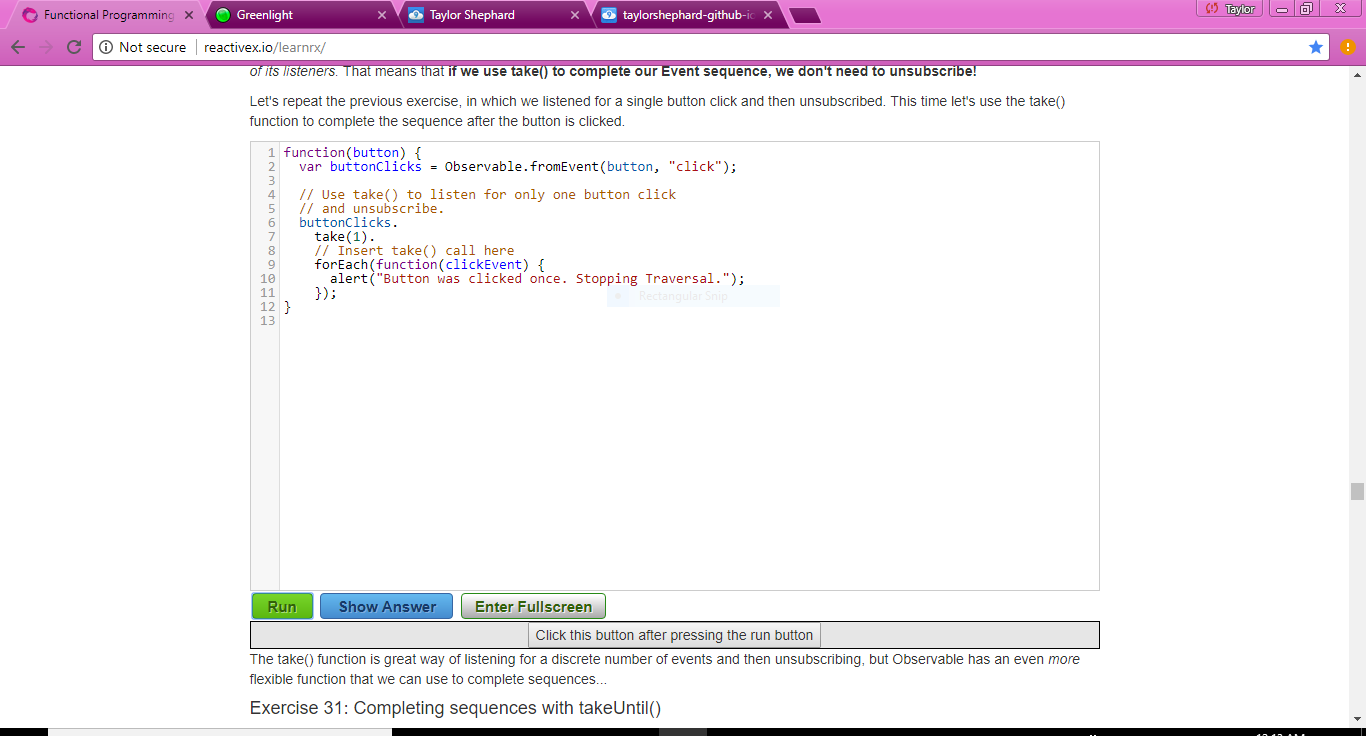 Functional Programming
Greenlight
Taylor Shephard
taylorshephard-github-ic
Taylor
Not secure
reactivex.io/learnrx/
of its listeners. That means that if we use take() to complete our Event sequence, we don't need to unsubscribe!
Let's repeat the previous exercise, in which we listened for a single button click and then unsubscribed. This time let's use the take()
function to complete the sequence after the button is clicked.
1 function(button) {
2   var buttonClicks = Observable.fromEvent(button, "click");
3
4   // Use take() to listen for only one button click
5   // and unsubscribe.
6   buttonClicks.
7     take(1).
8     // Insert take() call here
9     forEach(function(clickEvent) {
10       alert("Button was clicked once. Stopping Traversal.");
11     });
12 }
13
Rectangular Snip
Run
Show Answer
Enter Fullscreen
Click this button after pressing the run button
The take() function is great way of listening for a discrete number of events and then unsubscribing, but Observable has an even more
flexible function that we can use to complete sequences...
Exercise 31: Completing sequences with takeUntil()